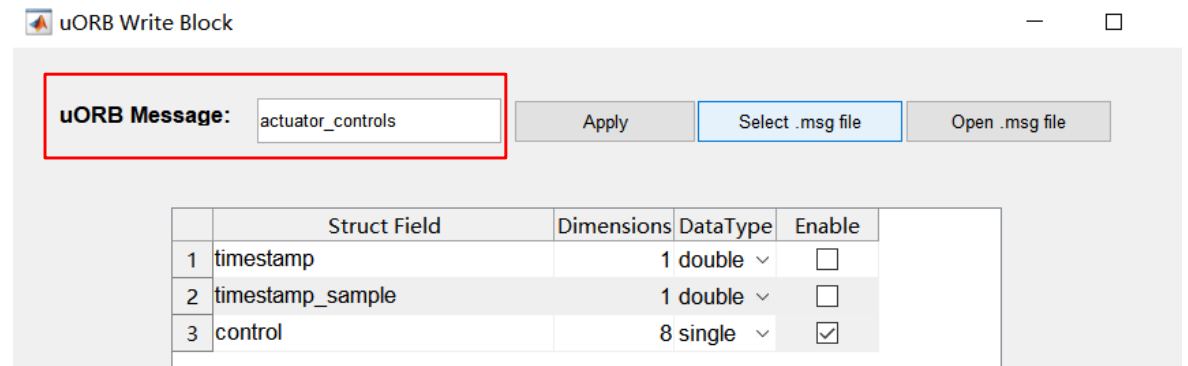 uORB Write Block
uORB Message: actuator_controls Apply Select .msg file Open .msg file
Struct Field Dimensions DataType Enable
1 timestamp 1 double
2 timestamp_sample 1 double
3 control 8 single